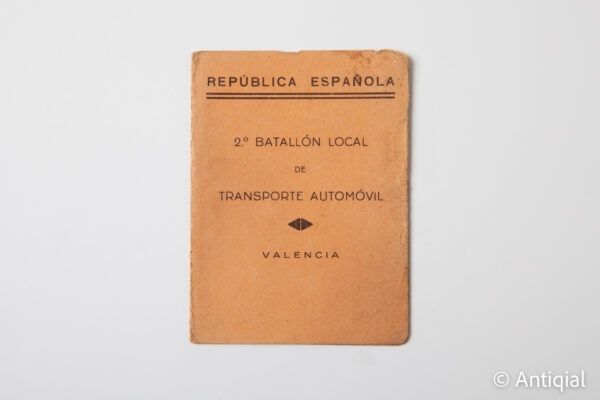 REPÚBLICA ESPAÑOLA
2.º BATALLÓN LOCAL
DE
TRANSPORTE AUTOMÓVIL
VALENCIA
© Antiqial